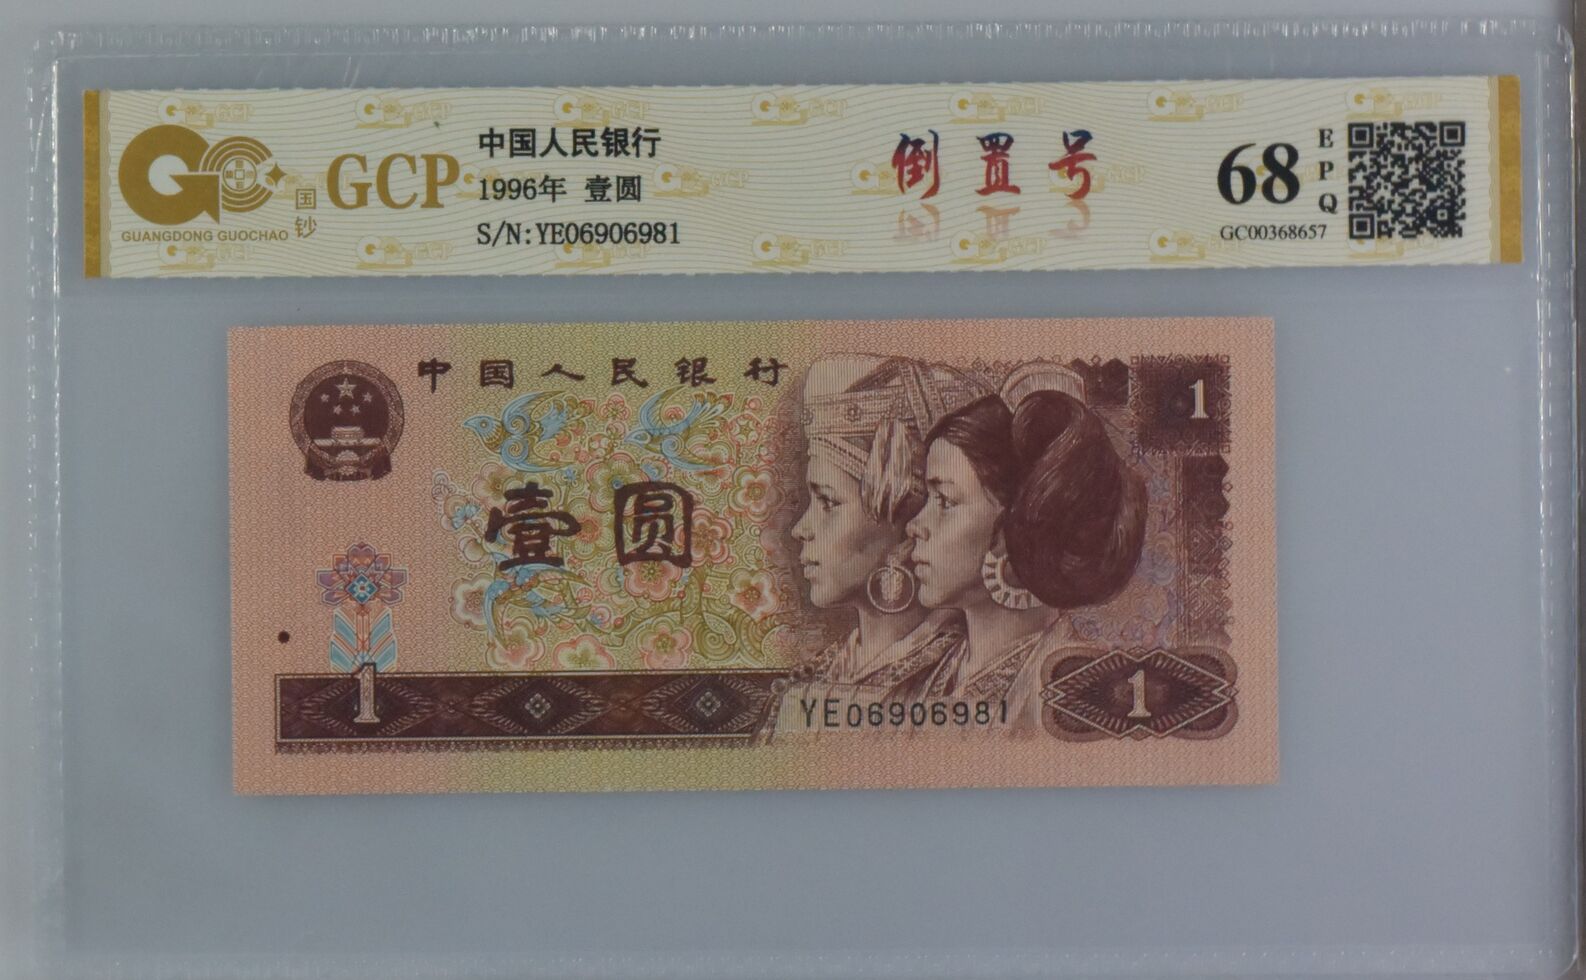 GCP
GUANGDONG GUOCHAO
国钞
中国人民银行
1996年 壹圆
S/N:YE06906981
倒置号
68
EPQ
GC00368657
中国人民银行
1
壹圆
1
YE06906981
1